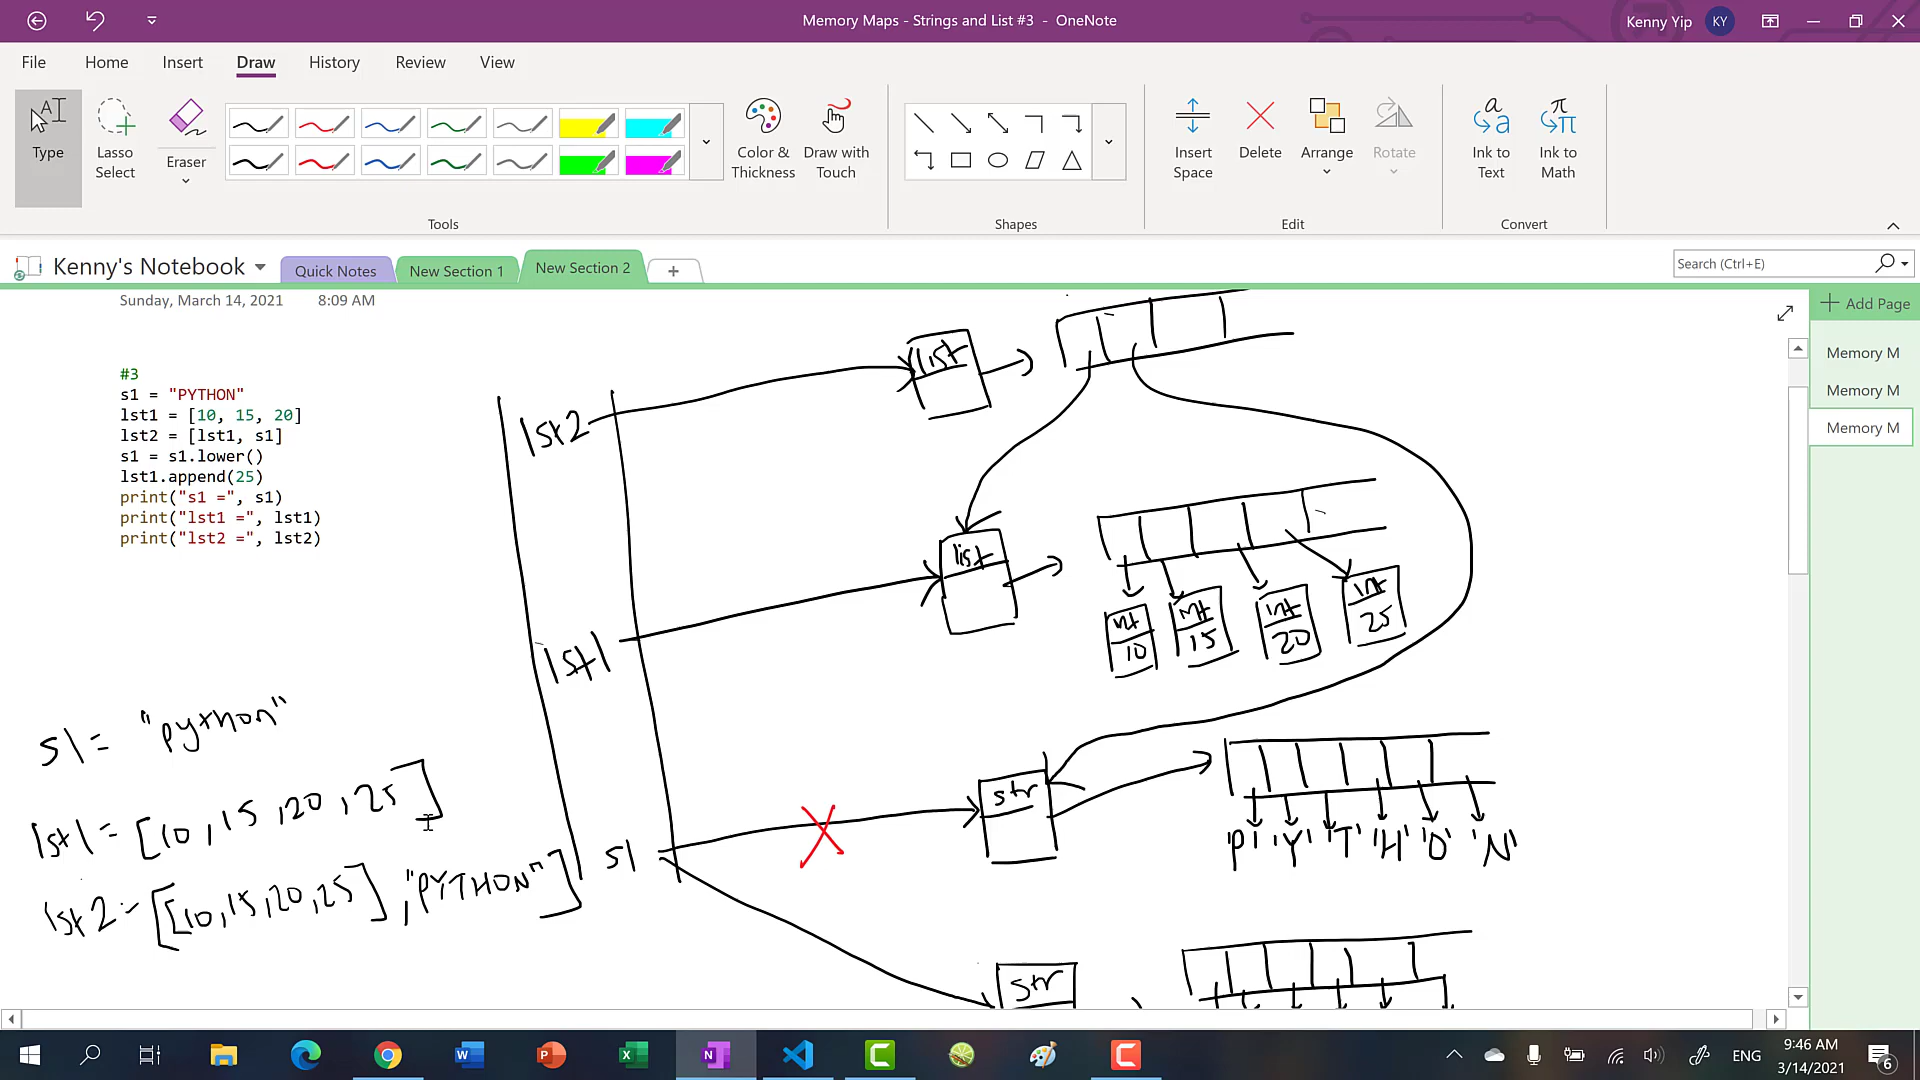 Memory Maps - Strings and List #3 - OneNote
Kenny Yip
KY
File
Home
Insert
Draw
History
Review
View
Type
Lasso Select
Eraser
Color & Thickness
Draw with Touch
Insert Space
Delete
Arrange
Rotate
a
a
Ink to Text
π
π
Ink to Math
Tools
Shapes
Edit
Convert
Kenny's Notebook
Quick Notes
New Section 1
New Section 2
+
Search (Ctrl+E)
Add Page
Memory M
Memory M
Memory M
Sunday, March 14, 2021
8:09 AM
#3
s1 = "PYTHON"
lst1 = [10, 15, 20]
lst2 = [lst1, s1]
s1 = s1.lower()
lst1.append(25)
print("s1 =", s1)
print("lst1 =", lst1)
print("lst2 =", lst2)
s1 = "python"
lst1 = [10, 15, 20, 25]
lst2 = [[10,15,20,25], "PYTHON"]
lst2
list
lst1
list
int 10
int 15
int 20
int 25
s1
str
'P' 'Y' 'T' 'H' 'O' 'N'
str
ENG
9:46 AM
3/14/2021
6